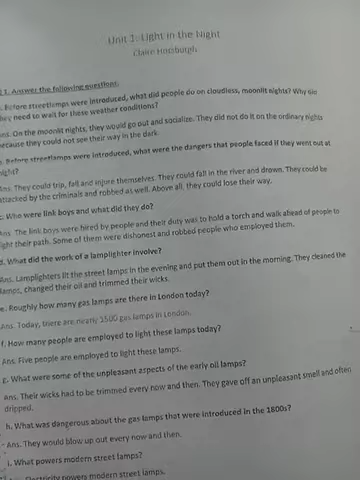 Unit 1: Light in the Night
Claire Homburgh
1. Answer the following questions.
. Before streetlamps were introduced, what did people do on cloudless, moonlit nights? Why did
hey need to wait for these weather conditions?
ns. On the moonlit nights, they would go out and socialize. They did not do it on the ordinary nights
ecause they could not see their way in the dark.
. Before streetlamps were introduced, what were the dangers that people faced if they went out at
ight?
Ans. They could trip, fall and injure themselves. They could fall in the river and drown. They could be
attacked by the criminals and robbed as well. Above all, they could lose their way.
c. Who were link boys and what did they do?
Ans. The link boys were hired by people and their duty was to hold a torch and walk ahead of people to
ight their path. Some of them were dishonest and robbed people who employed them.
d. What did the work of a lamplighter involve?
Ans. Lamplighters lit the street lamps in the evening and put them out in the morning. They cleaned the
lamps, changed their oil and trimmed their wicks.
e. Roughly how many gas lamps are there in London today?
Ans. Today, there are nearly 1500 gas lamps in London.
f. How many people are employed to light these lamps today?
Ans. Five people are employed to light these lamps.
g. What were some of the unpleasant aspects of the early oil lamps?
Ans. Their wicks had to be trimmed every now and then. They gave off an unpleasant smell and often
dripped.
h. What was dangerous about the gas lamps that were introduced in the 1800s?
Ans. They would blow up out every now and then.
i. What powers modern street lamps?
Electricity powers modern street lamps.